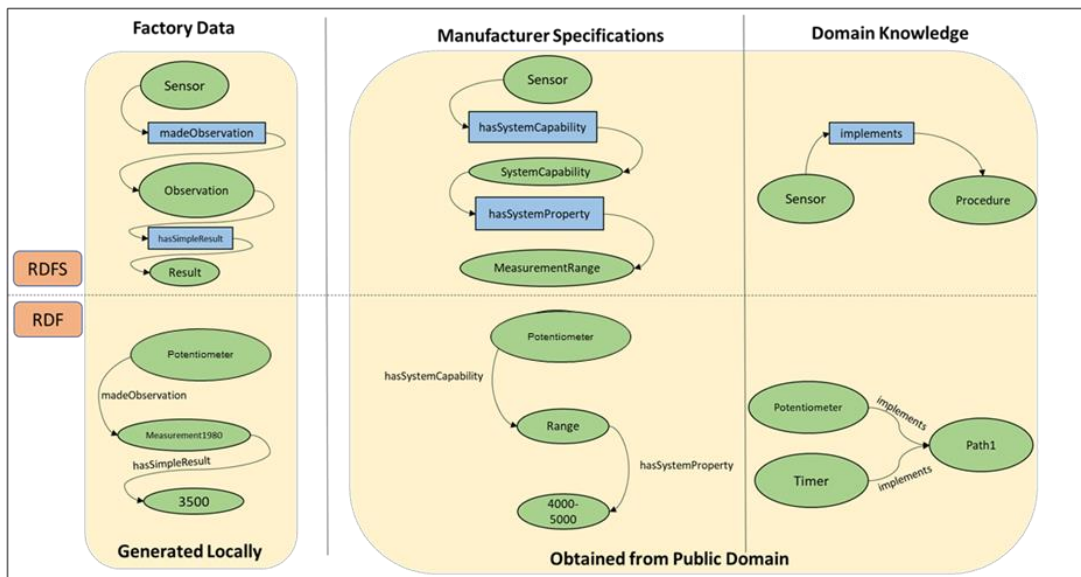 Factory Data
Manufacturer Specifications
Domain Knowledge
Sensor
madeObservation
Observation
hasSimpleResult
Result
Sensor
hasSystemCapability
SystemCapability
hasSystemProperty
MeasurementRange
implements
Sensor
Procedure
RDFS
RDF
Potentiometer
madeObservation
Measurement1980
hasSimpleResult
3500
Potentiometer
hasSystemCapability
Range
hasSystemProperty
4000-
5000
Potentiometer
implements
Path1
Timer
implements
Generated Locally
Obtained from Public Domain